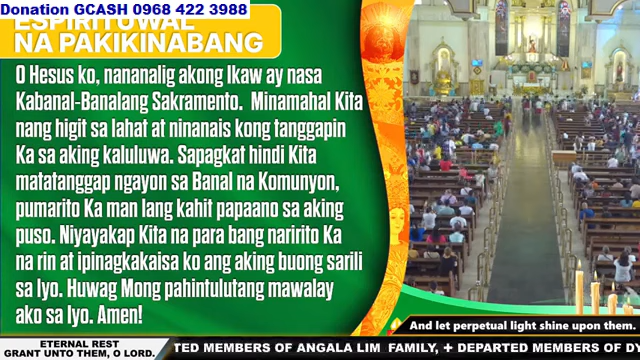 Donation GCASH 0968 422 3988
ESPIRITUWAL
NA PAKIKINABANG
O Hesus ko, nananalig akong Ikaw ay nasa
Kabanal-Banalang Sakramento. Minamahal Kita
nang higit sa lahat at ninanais kong tanggapin
Ka sa aking kaluluwa. Sapagkat hindi Kita
matatanggap ngayon sa Banal na Komunyon,
pumarito Ka man lang kahit papaano sa aking
puso. Niyayakap Kita na para bang naririto Ka
na rin at ipinagkakaisa ko ang aking buong sarili
sa Iyo. Huwag Mong pahintulutang mawalay
ako sa Iyo. Amen!
And let perpetual light shine upon them.
ETERNAL REST
GRANT UNTO THEM, O LORD.
TED MEMBERS OF ANGALA LIM FAMILY, + DEPARTED MEMBERS OF DY